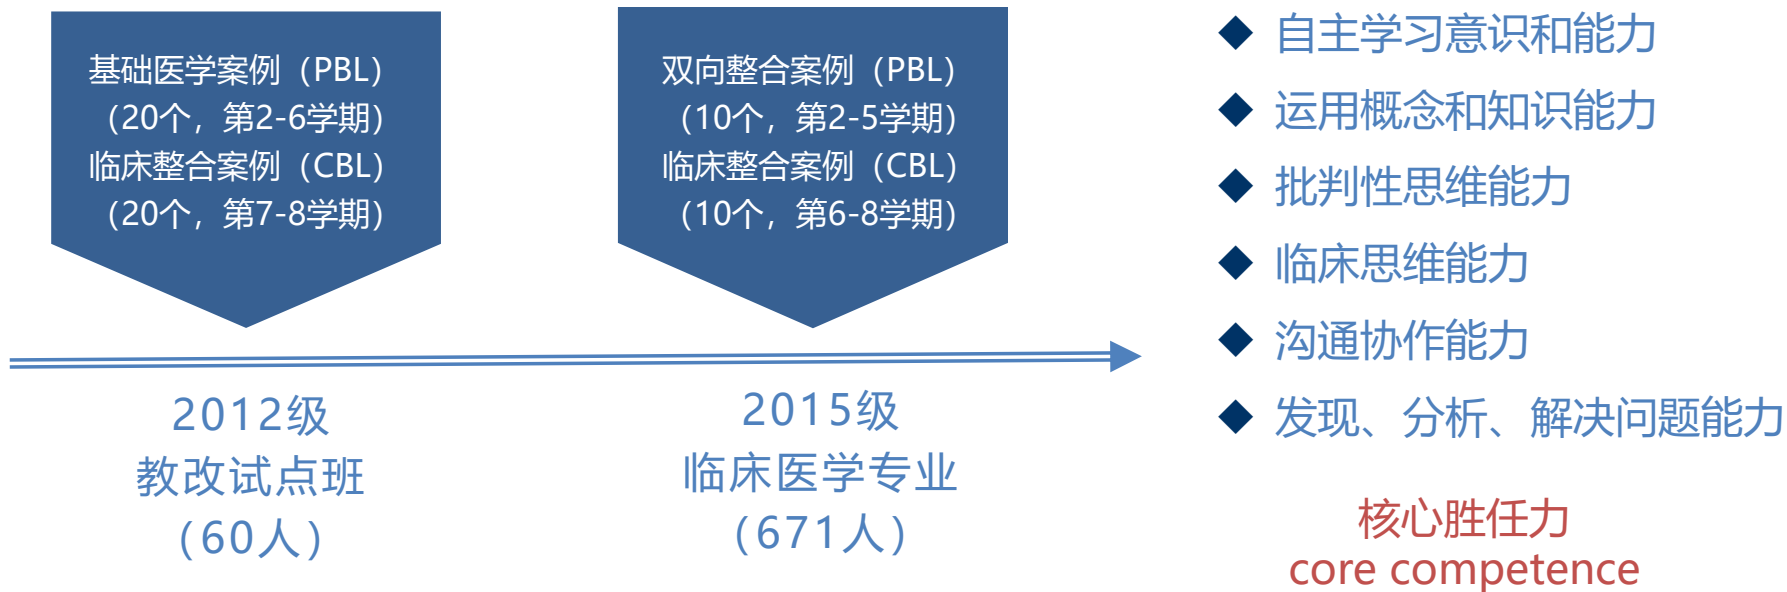 基础医学案例（PBL）
（20个，第2-6学期）
临床整合案例（CBL）
（20个，第7-8学期）
双向整合案例（PBL）
（10个，第2-5学期）
临床整合案例（CBL）
（10个，第6-8学期）
2012级
教改试点班
（60人）
2015级
临床医学专业
（671人）
自主学习意识和能力
运用概念和知识能力
批判性思维能力
临床思维能力
沟通协作能力
发现、分析、解决问题能力
核心胜任力
core competence